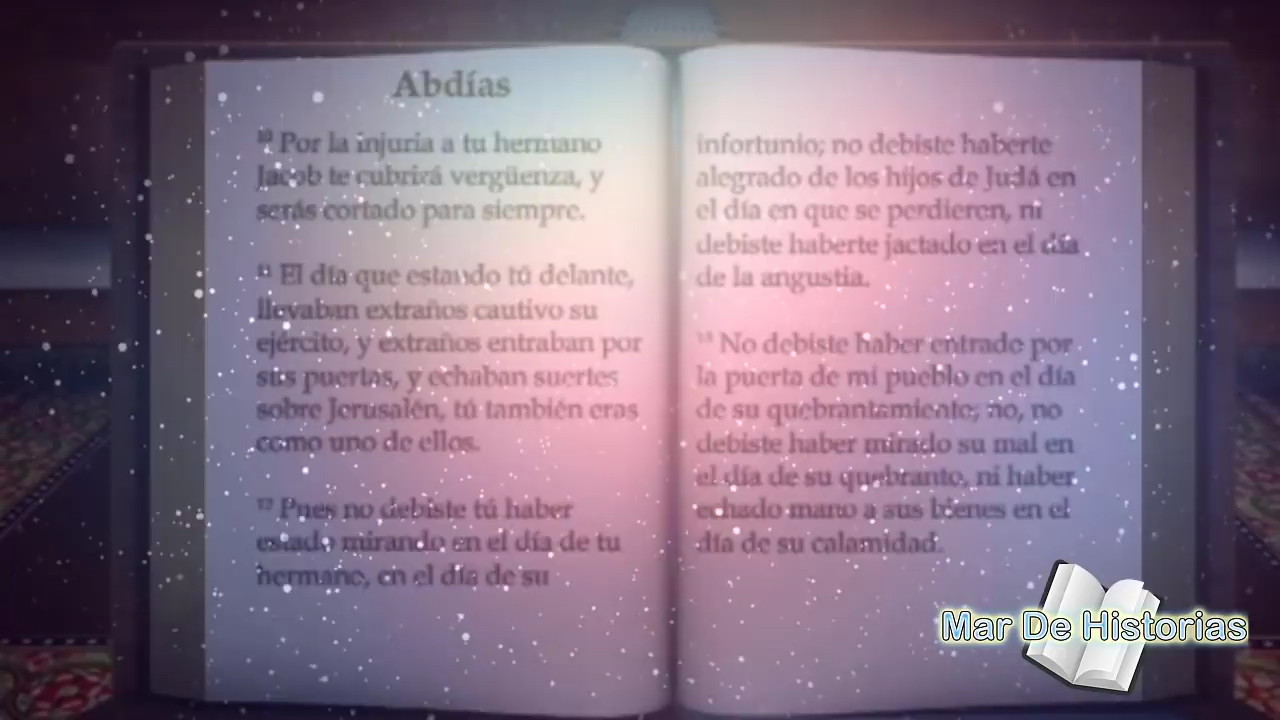 Abdías
10 Por la injuria a tu hermano
Jacob te cubrirá vergüenza, y
serás cortado para siempre.
11 El día que estando tú delante,
llevaban extraños cautivo su
ejército, y extraños entraban por
sus puertas, y echaban suertes
sobre Jerusalén, tú también eras
como uno de ellos.
12 Pues no debiste tú haber
estado mirando en el día de tu
hermano, en el día de su
infortunio; no debiste haberte
alegrado de los hijos de Judá en
el día en que se perdieron, ni
debiste haberte jactado en el día
de la angustia.
13 No debiste haber entrado por
la puerta de mi pueblo en el día
de su quebrantamiento; no, no
debiste haber mirado su mal en
el día de su quebranto, ni haber
echado mano a sus bienes en el
día de su calamidad.
Mar De Historias